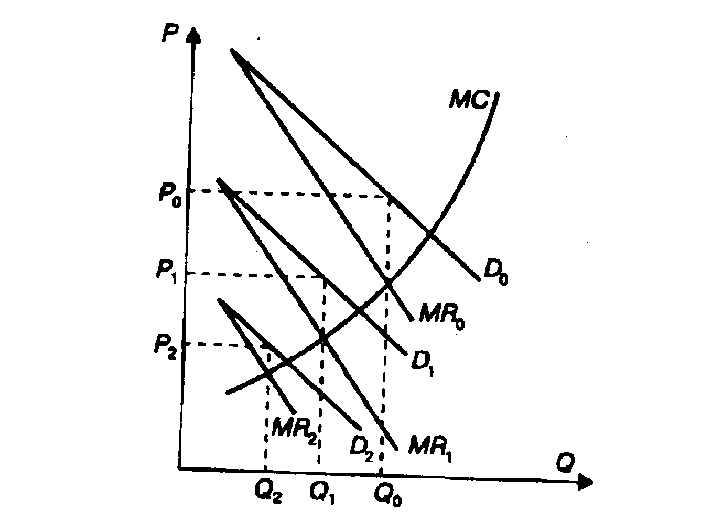 P
MC
P₀
D₀
P₁
MR₀
P₂
D₁
MR₂
D₂
MR₁
Q
Q₂
Q₁
Q₀